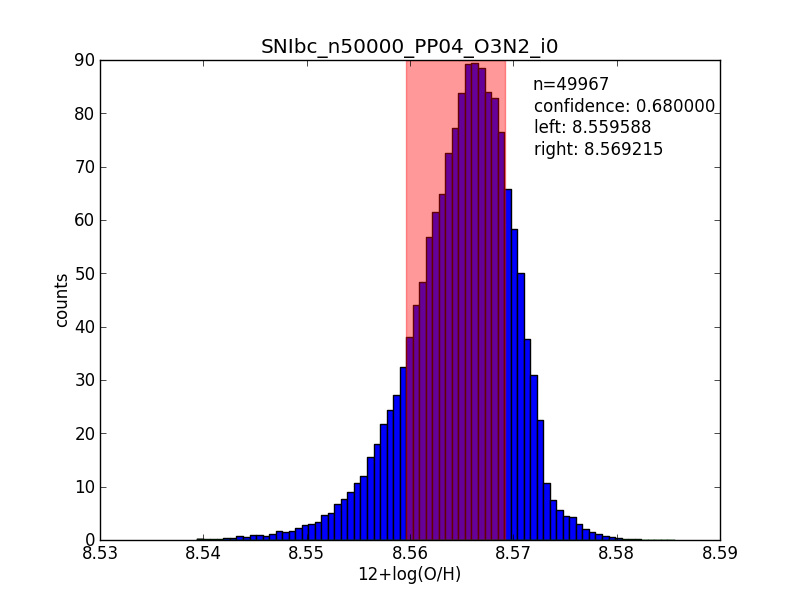 SNIbc_n50000_PP04_O3N2_i0
90
80
70
60
50
40
30
20
10
0
counts
n=49967
confidence: 0.680000
left: 8.559588
right: 8.569215
8.53 8.54 8.55 8.56 8.57 8.58 8.59
12+log(O/H)